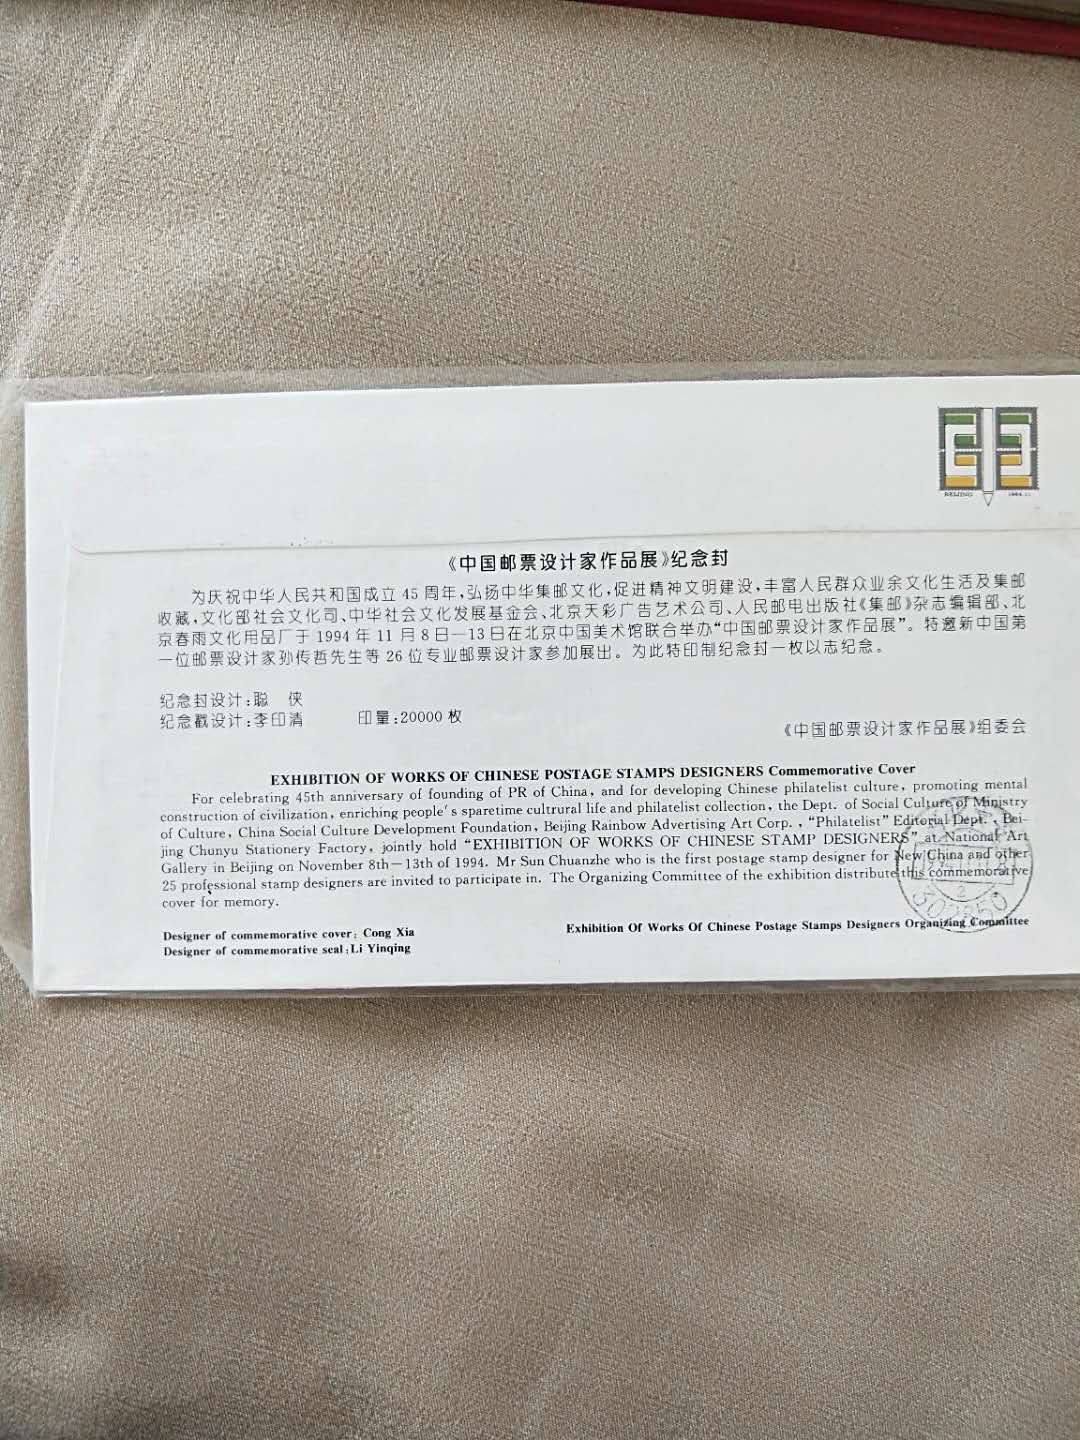 BEIJING 1994.11
《中国邮票设计家作品展》纪念封
为庆祝中华人民共和国成立 45 周年,弘扬中华集邮文化,促进精神文明建设,丰富人民群众业余文化生活及集邮
收藏,文化部社会文化司、中华社会文化发展基金会、北京天彩广告艺术公司、人民邮电出版社《集邮》杂志编辑部、北
京春雨文化用品厂于 1994 年 11 月 8 日—13 日在北京中国美术馆联合举办“中国邮票设计家作品展”。特邀新中国第
一位邮票设计家孙传哲先生等 26 位专业邮票设计家参加展出。为此特印制纪念封一枚以志纪念。
纪念封设计:聪 侠
纪念戳设计:李印清 印量:20000 枚
《中国邮票设计家作品展》组委会
EXHIBITION OF WORKS OF CHINESE POSTAGE STAMPS DESIGNERS Commemorative Cover
For celebrating 45th anniversary of founding of PR of China, and for developing Chinese philatelist culture, promoting mental
construction of civilization, enriching people's sparetime cultrural life and philatelist collection, the Dept. of Social Culture of Ministry
of Culture, China Social Culture Development Foundation, Beijing Rainbow Advertising Art Corp., “Philatelist” Editorial Dept., Bei-
jing Chunyu Stationery Factory, jointly hold “EXHIBITION OF WORKS OF CHINESE STAMP DESIGNERS” at National Art
Gallery in Beijing on November 8th—13th of 1994. Mr Sun Chuanzhe who is the first postage stamp designer for New China and other
25 professional stamp designers are invited to participate in. The Organizing Committee of the exhibition distribute this commemorative
cover for memory.
Designer of commemorative cover: Cong Xia
Designer of commemorative seal: Li Yinqing
Exhibition Of Works Of Chinese Postage Stamps Designers Organizing Committee
2